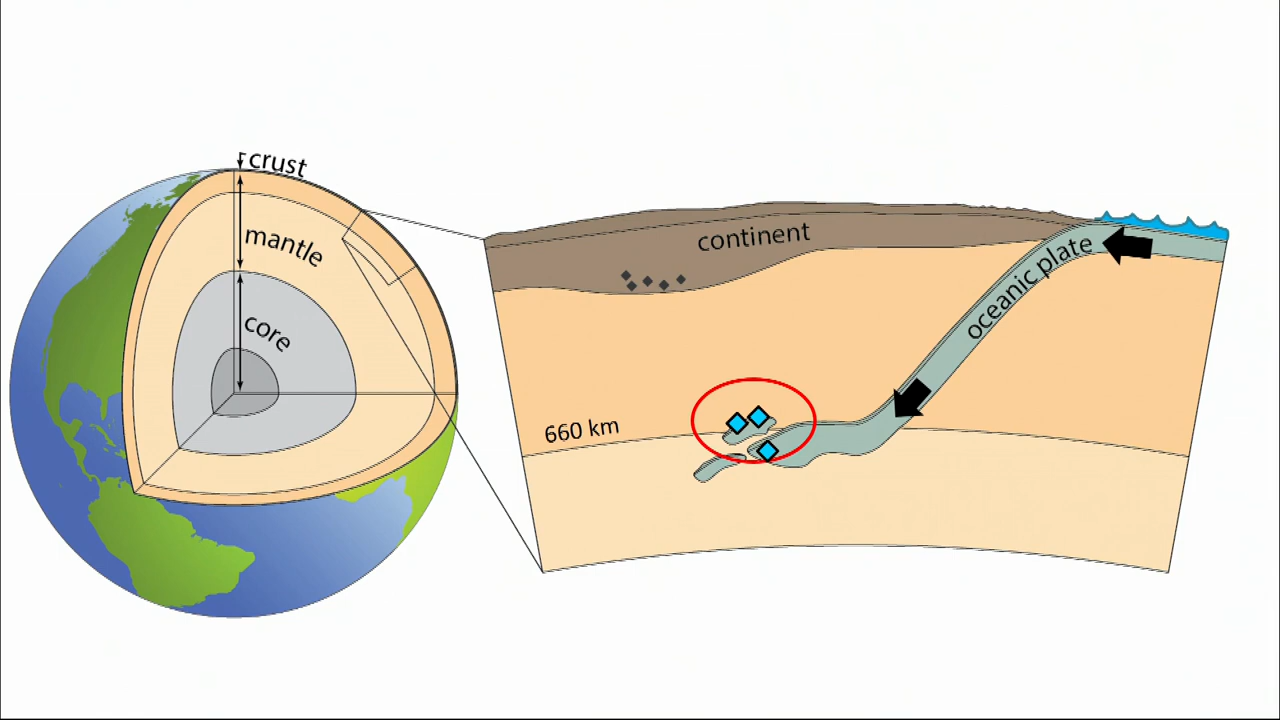 crust
mantle
core
continent
oceanic plate
660 km